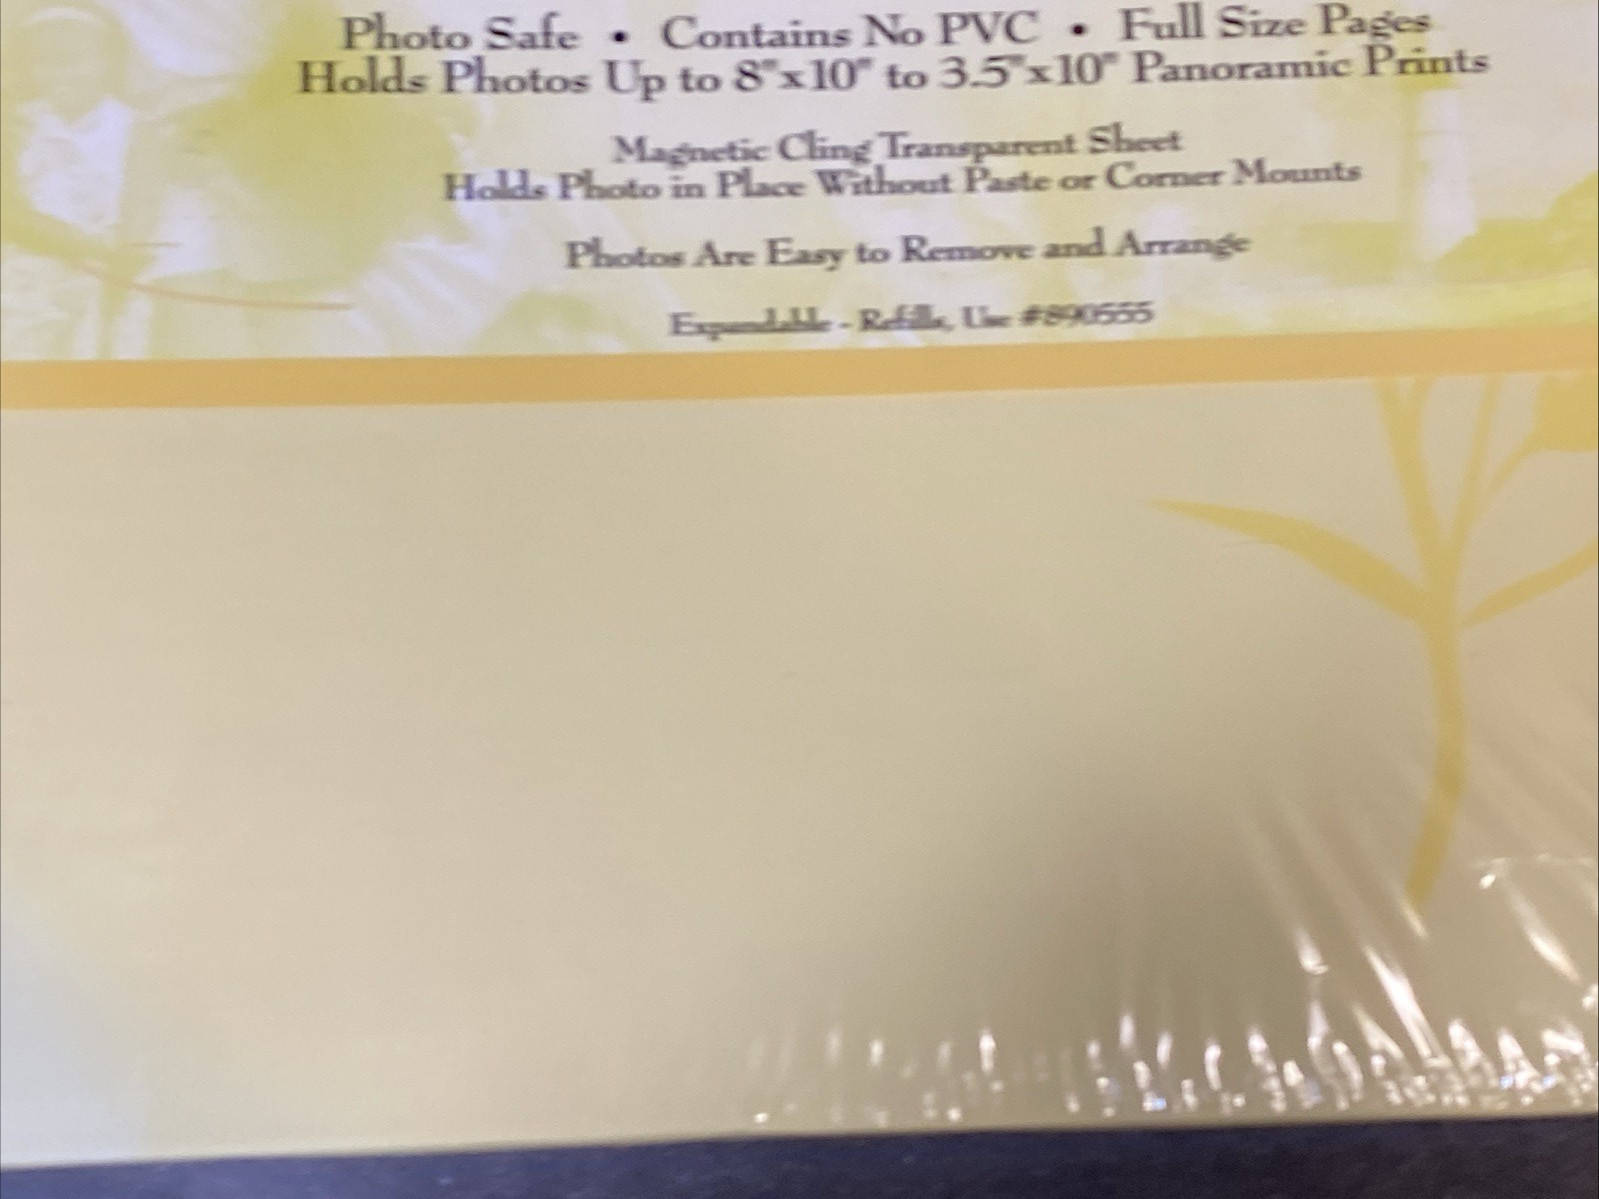 Photo Safe • Contains No PVC • Full Size Pages
Holds Photos Up to 8"x10" to 3.5"x10" Panoramic Prints
Magnetic Cling Transparent Sheet
Holds Photo in Place Without Paste or Corner Mounts
Photos Are Easy to Remove and Arrange
Expandable - Refills, Use #890555